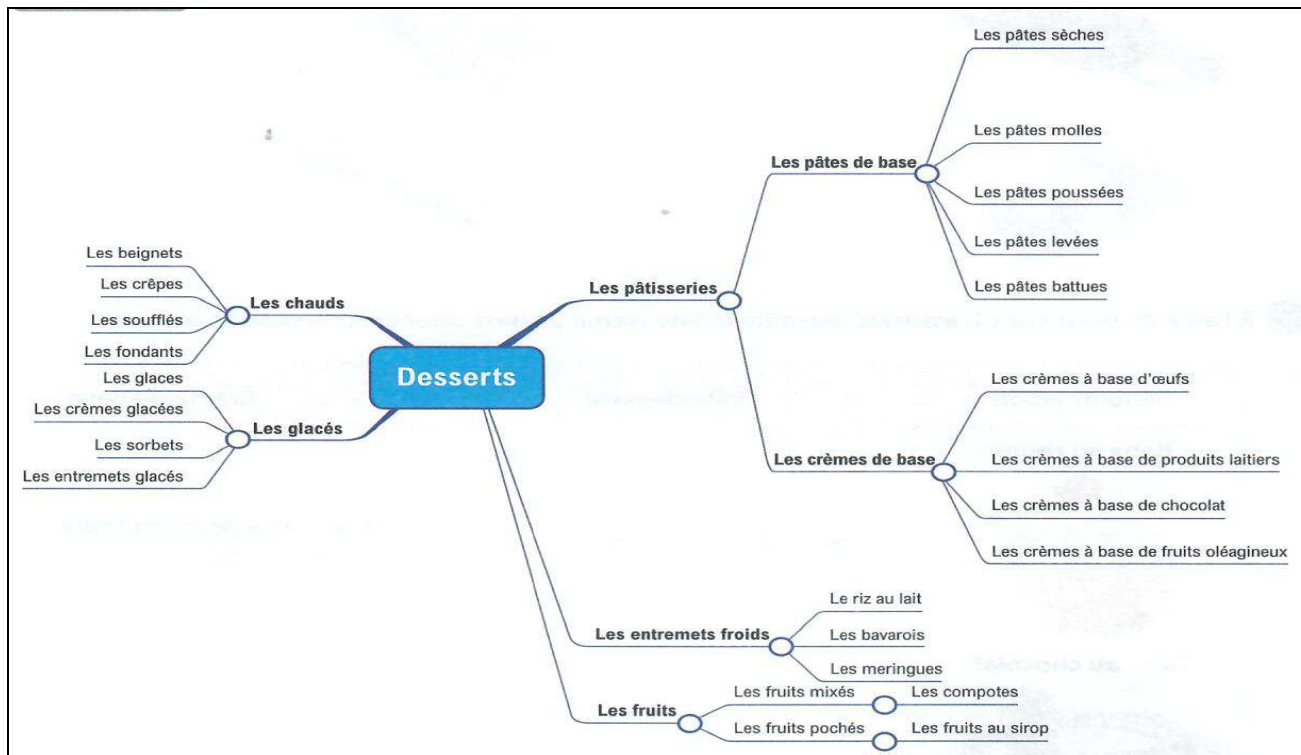 Desserts
Les chauds
Les beignets
Les crêpes
Les soufflés
Les fondants
Les glacés
Les glaces
Les crèmes glacées
Les sorbets
Les entremets glacés
Les pâtisseries
Les pâtes de base
Les pâtes sèches
Les pâtes molles
Les pâtes poussées
Les pâtes levées
Les pâtes battues
Les crèmes de base
Les crèmes à base d'œufs
Les crèmes à base de produits laitiers
Les crèmes à base de chocolat
Les crèmes à base de fruits oléagineux
Les entremets froids
Le riz au lait
Les bavarois
Les meringues
Les fruits
Les fruits mixés
Les compotes
Les fruits pochés
Les fruits au sirop